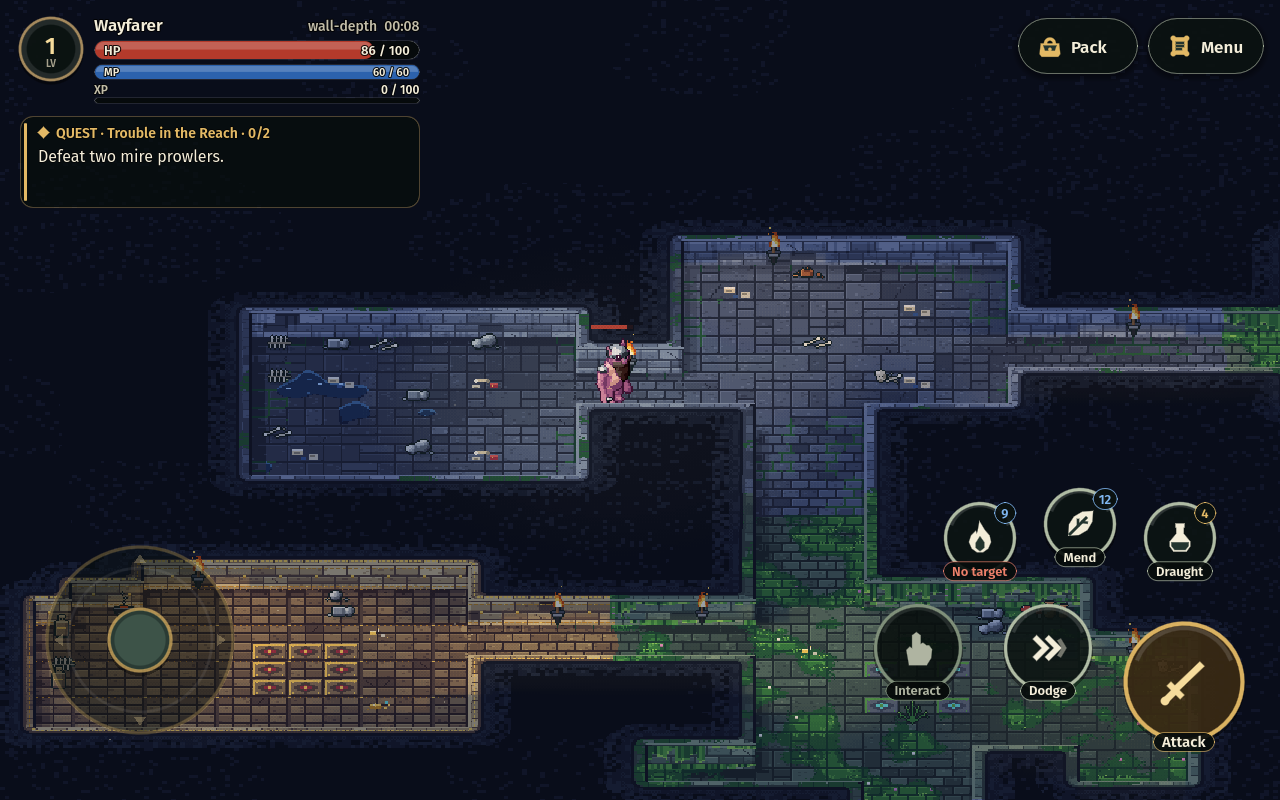 1
LV
Wayfarer
wall-depth 00:08
HP 86 / 100
MP 60 / 60
XP 0 / 100
QUEST · Trouble in the Reach · 0/2
Defeat two mire prowlers.
Pack
Menu
9
No target
12
Mend
4
Draught
Interact
Dodge
Attack